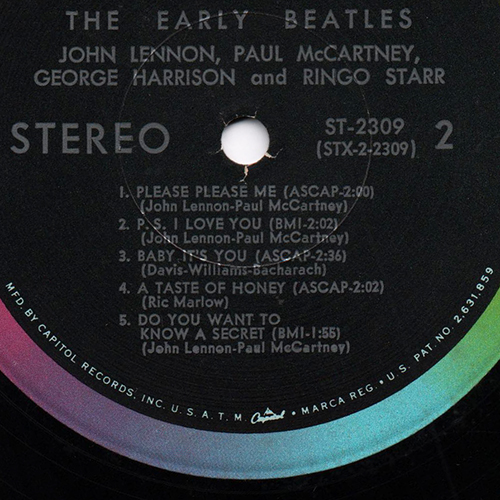 THE EARLY BEATLES
JOHN LENNON, PAUL McCARTNEY,
GEORGE HARRISON and RINGO STARR
STEREO
ST-2309
(STX-2-2309)
2
1. PLEASE PLEASE ME (ASCAP-2:00)
(John Lennon-Paul McCartney)
2. P. S. I LOVE YOU (BMI-2:02)
(John Lennon-Paul McCartney)
3. BABY IT'S YOU (ASCAP-2:36)
(Davis-Williams-Bacharach)
4. A TASTE OF HONEY (ASCAP-2:02)
(Ric Marlow)
5. DO YOU WANT TO
KNOW A SECRET (BMI-1:55)
(John Lennon-Paul McCartney)
MFD. BY CAPITOL RECORDS, INC. U. S. A. T. M. Capitol • MARCA REG. • U. S. PAT. NO. 2,631,859